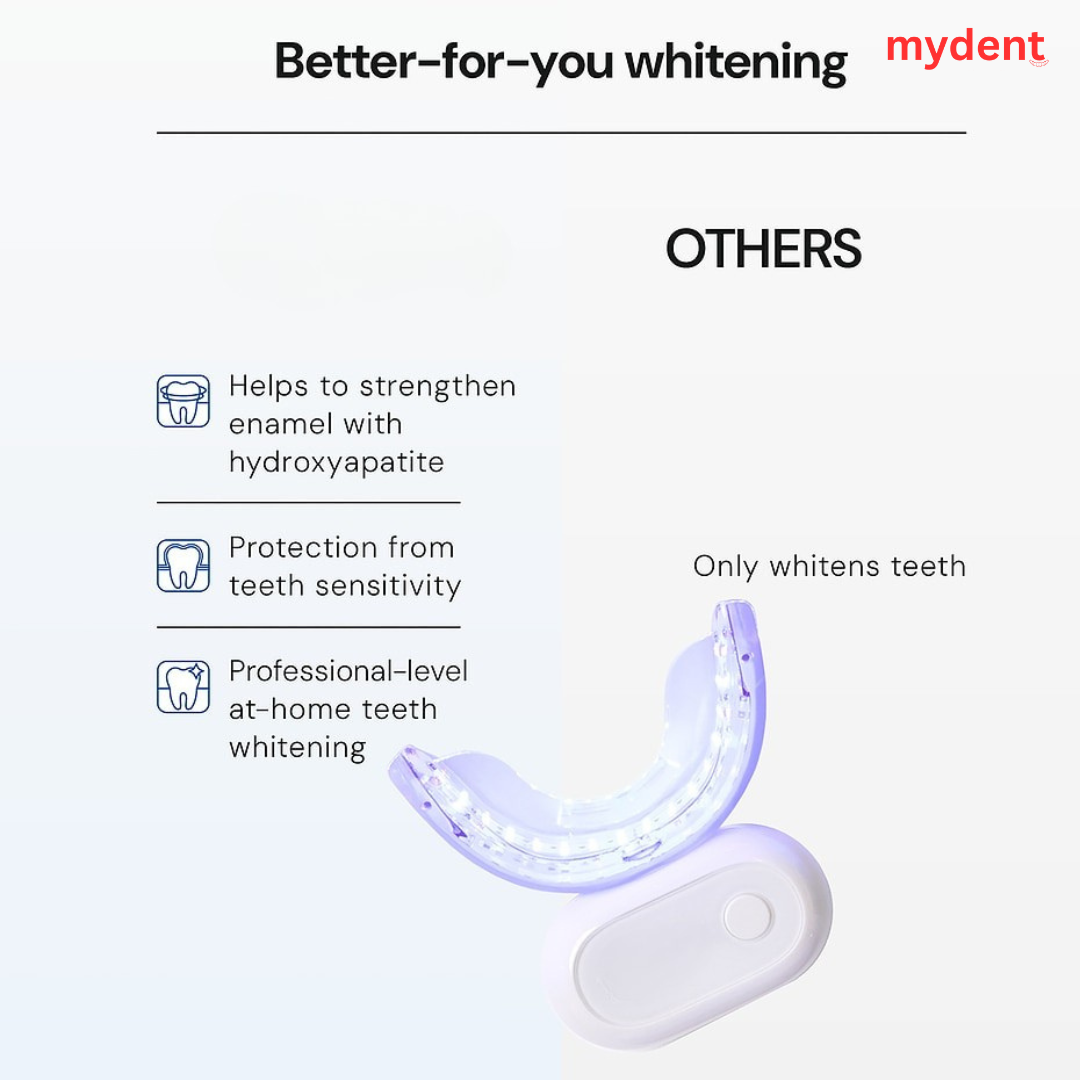 Better-for-you whitening
mydent
OTHERS
Helps to strengthen
enamel with
hydroxyapatite
Protection from
teeth sensitivity
Professional-level
at-home teeth
whitening
Only whitens teeth